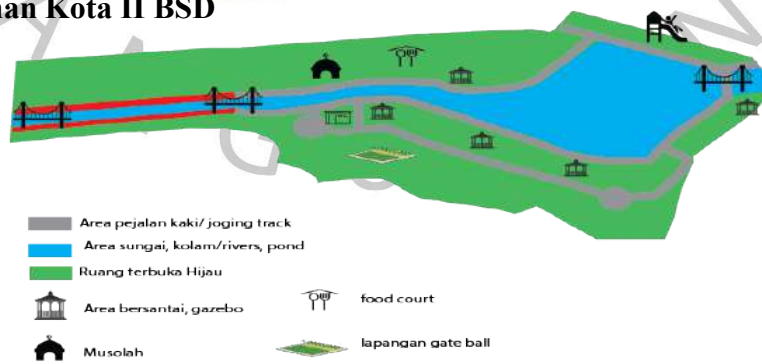 Kota II BSD
Area pejalan kaki/ joging track
Area sungai, kolam/rivers, pond
Ruang terbuka Hijau
Area bersantai, gazebo
food court
Musolah
lapangan gate ball